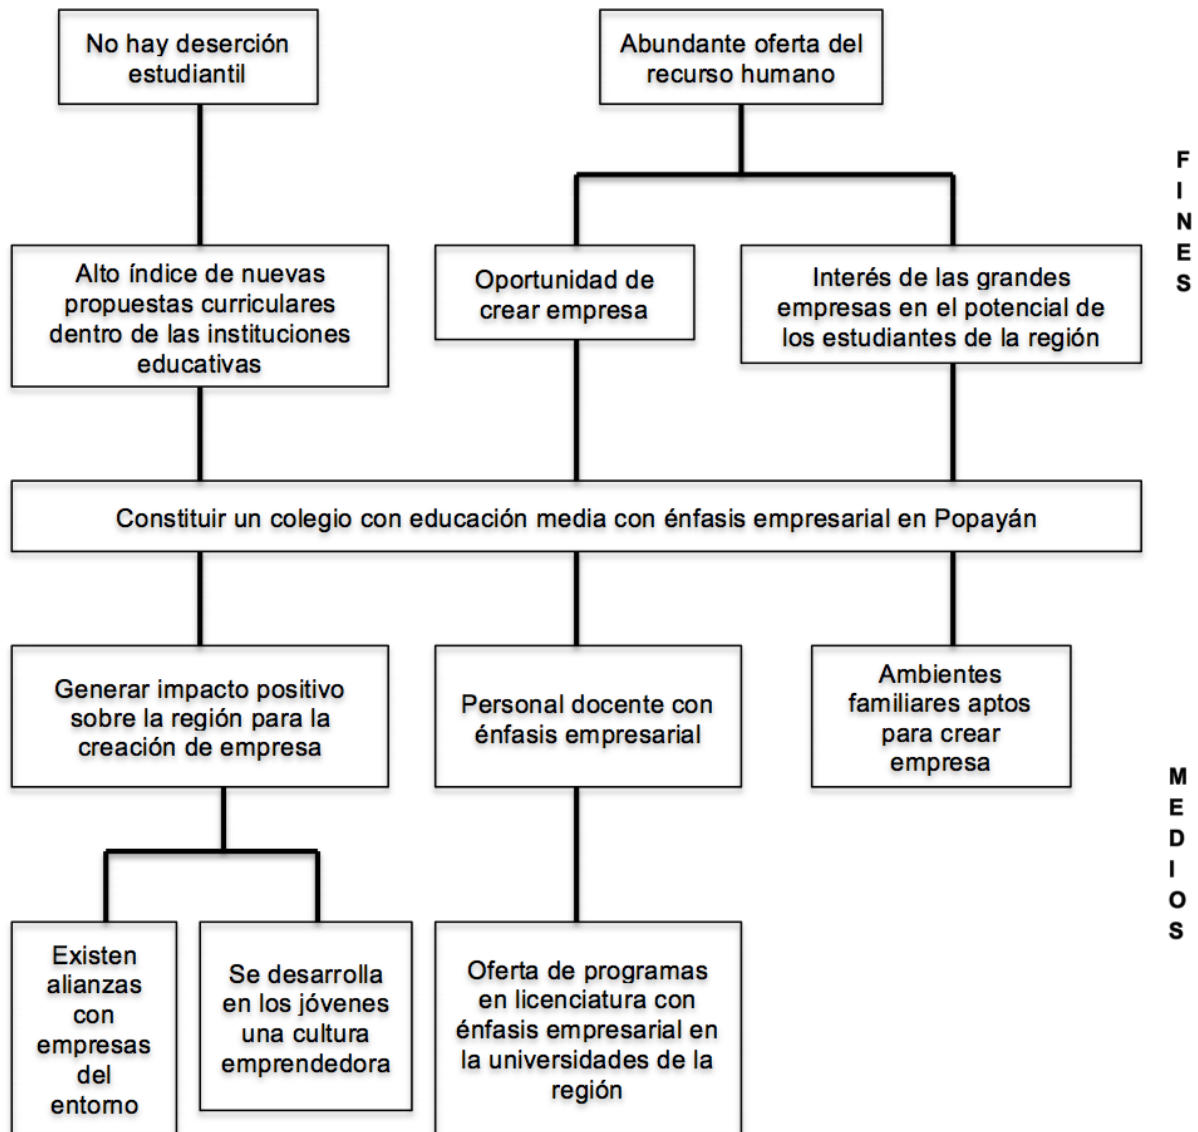 No hay deserción
estudiantil
Abundante oferta del
recurso humano
F
I
N
E
S
Alto índice de nuevas
propuestas curriculares
dentro de las instituciones
educativas
Oportunidad de
crear empresa
Interés de las grandes
empresas en el potencial de
los estudiantes de la región
Constituir un colegio con educación media con énfasis empresarial en Popayán
Generar impacto positivo
sobre la región para la
creación de empresa
Personal docente con
énfasis empresarial
Ambientes
familiares aptos
para crear
empresa
M
E
D
I
O
S
Existen
alianzas
con
empresas
del
entorno
Se desarrolla
en los jóvenes
una cultura
emprendedora
Oferta de programas
en licenciatura con
énfasis empresarial en
la universidades de la
región